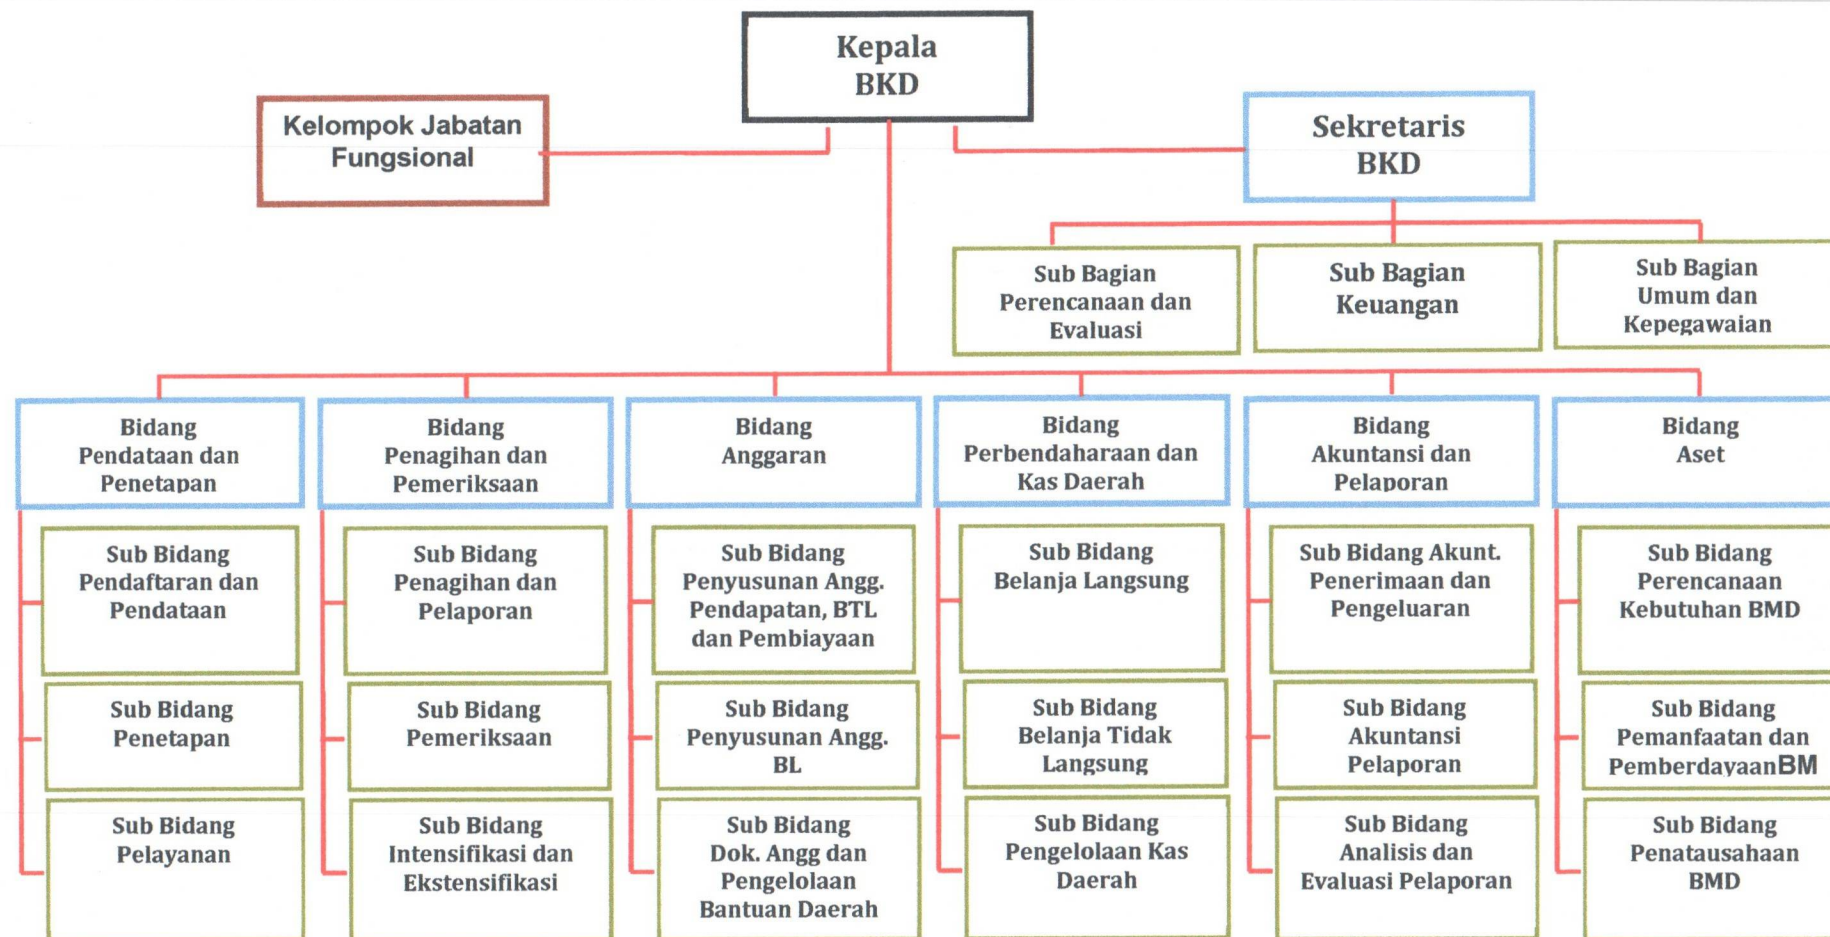 Kepala
BKD
Kelompok Jabatan
Fungsional
Sekretaris
BKD
Sub Bagian
Perencanaan dan
Evaluasi
Sub Bagian
Keuangan
Sub Bagian
Umum dan
Kepegawaian
Bidang
Pendataan dan
Penetapan
Bidang
Penagihan dan
Pemeriksaan
Bidang
Anggaran
Bidang
Perbendaharaan dan
Kas Daerah
Bidang
Akuntansi dan
Pelaporan
Bidang
Aset
Sub Bidang
Pendaftaran dan
Pendataan
Sub Bidang
Penagihan dan
Pelaporan
Sub Bidang
Penyusunan Angg.
Pendapatan, BTL
dan Pembiayaan
Sub Bidang
Belanja Langsung
Sub Bidang Akunt.
Penerimaan dan
Pengeluaran
Sub Bidang
Perencanaan
Kebutuhan BMD
Sub Bidang
Penetapan
Sub Bidang
Pemeriksaan
Sub Bidang
Penyusunan Angg.
BL
Sub Bidang
Belanja Tidak
Langsung
Sub Bidang
Akuntansi
Pelaporan
Sub Bidang
Pemanfaatan dan
PemberdayaanBM
Sub Bidang
Pelayanan
Sub Bidang
Intensifikasi dan
Ekstensifikasi
Sub Bidang
Dok. Angg dan
Pengelolaan
Bantuan Daerah
Sub Bidang
Pengelolaan Kas
Daerah
Sub Bidang
Analisis dan
Evaluasi Pelaporan
Sub Bidang
Penatausahaan
BMD